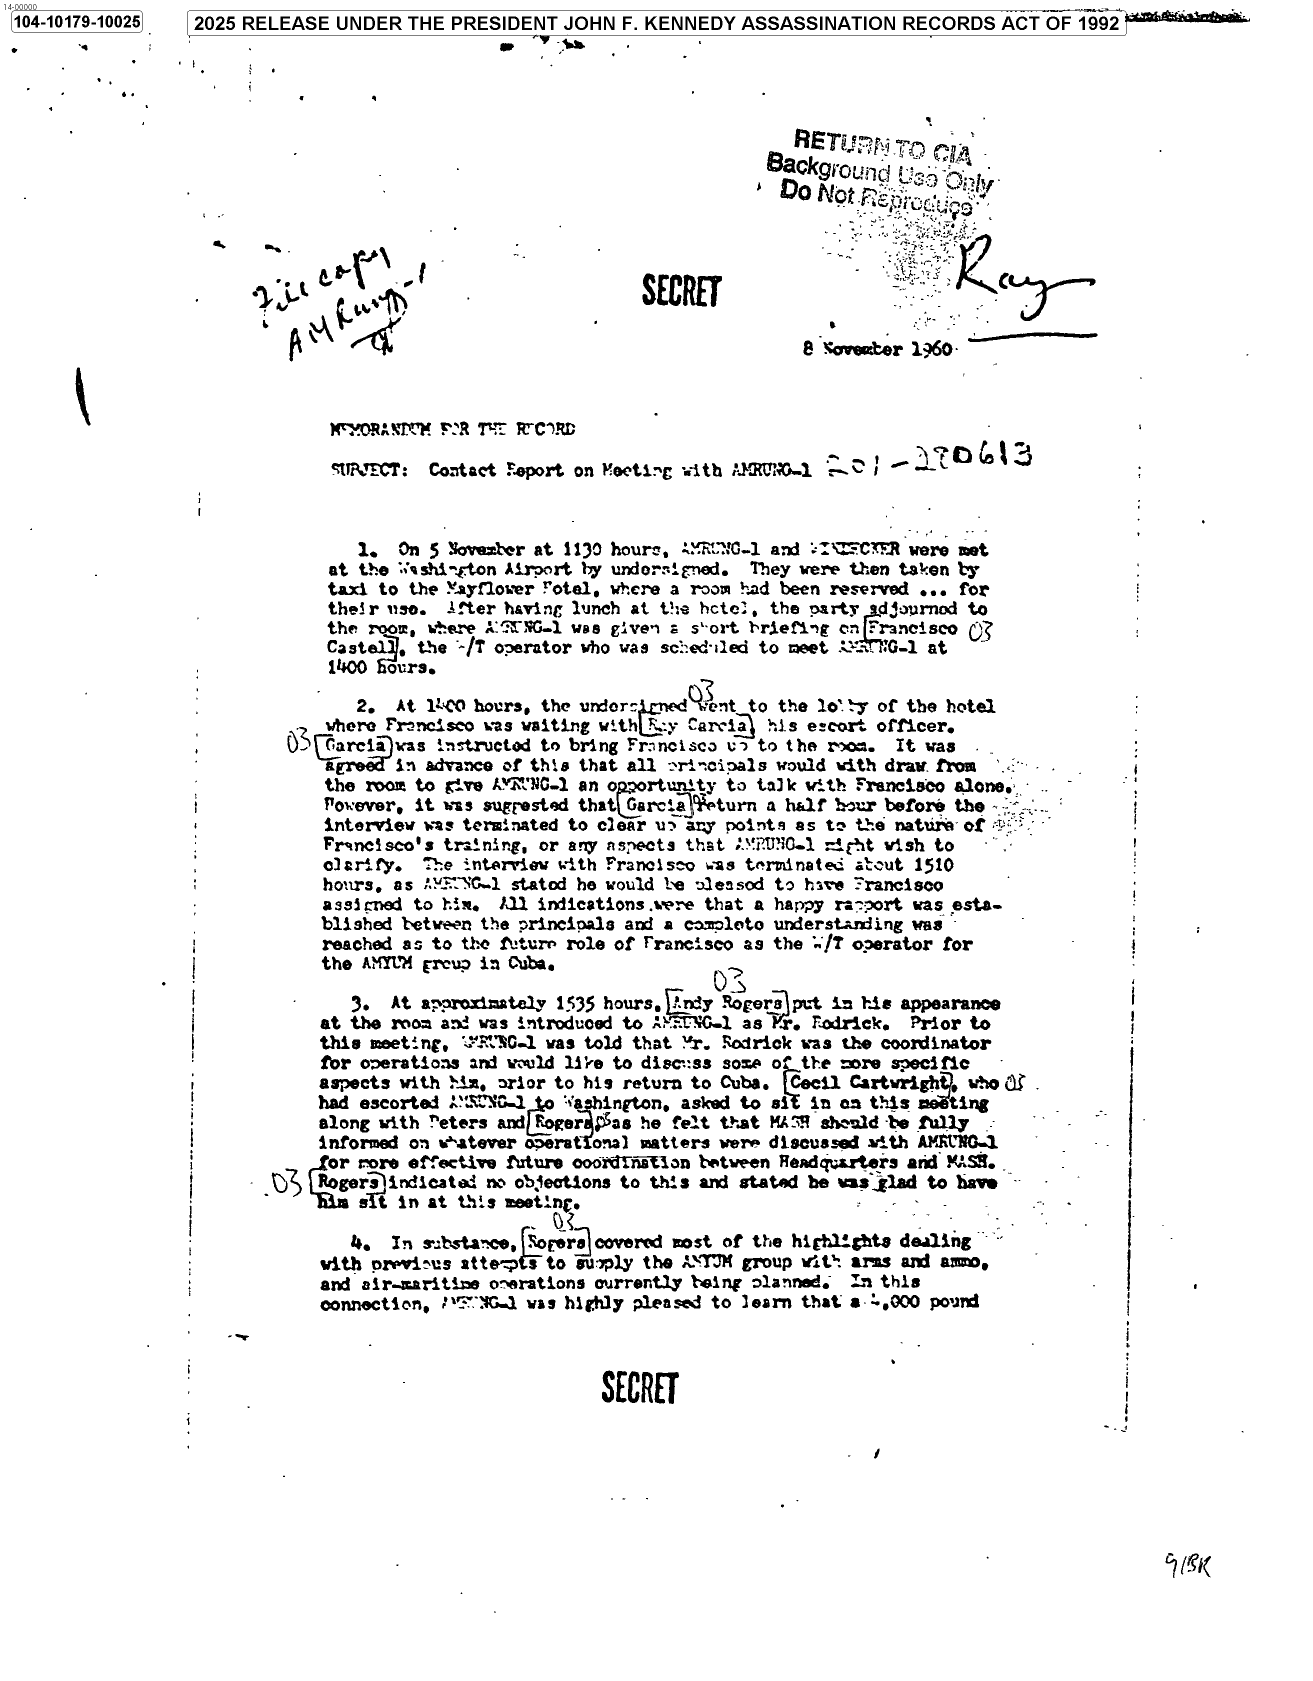 14-00000
104-10179-10025
2025 RELEASE UNDER THE PRESIDENT JOHN F. KENNEDY ASSASSINATION RECORDS ACT OF 1992
RETURN TO CIA
Background Use Only
Do Not Reproduce
File copy
AMRung-1
SECRET
Ray
8 November 1960
MEMORANDUM FOR THE RECORD
SUBJECT: Contact Report on Meeting with AMRUNG-1 201-270613
1. On 5 November at 1130 hours, AMRUNG-1 and were met
at the Washington Airport by undersigned. They were then taken by
taxi to the Mayflower Hotel, where a room had been reserved ... for
their use. After having lunch at the hotel, the party adjourned to
the room, where AMRUNG-1 was given a short briefing on Francisco 03
Castell, the W/T operator who was scheduled to meet AMRUNG-1 at
1400 hours.
03
2. At 1400 hours, the undersigned went to the lobby of the hotel
where Francisco was waiting with Ray Garcia his escort officer.
03 Garcia was instructed to bring Francisco up to the room. It was
agreed in advance of this that all principals would with draw from
the room to give AMRUNG-1 an opportunity to talk with Francisco alone.
However, it was suggested that Garcia return a half hour before the
interview was terminated to clear up any points as to the nature of
Francisco's training, or any aspects that AMRUNG-1 might wish to
clarify. The interview with Francisco was terminated about 1510
hours, as AMRUNG-1 stated he would be pleased to have Francisco
assigned to him. All indications were that a happy rapport was esta-
blished between the principals and a complete understanding was
reached as to the future role of Francisco as the W/T operator for
the AMYUM group in Cuba.
03
3. At approximately 1535 hours, Andy Rogers put in his appearance
at the room and was introduced to AMRUNG-1 as Mr. Rodrick. Prior to
this meeting, AMRUNG-1 was told that Mr. Rodrick was the coordinator
for operations and would like to discuss some of the more specific
aspects with him, prior to his return to Cuba. Cecil Cartwright, who 03
had escorted AMRUNG-1 to Washington, asked to sit in on this meeting
along with Peters and Rogers as he felt that MASH should be fully
informed on whatever operational matters were discussed with AMRUNG-1
for more effective future coordination between Headquarters and MASH.
03 Rogers indicated no objections to this and stated he was glad to have
him sit in at this meeting.
03
4. In substance, Rogers covered most of the highlights dealing
with previous attempts to supply the AMYUM group with arms and ammo,
and air-maritime operations currently being planned. In this
connection, AMRUNG-1 was highly pleased to learn that a ,000 pound
SECRET
9/BK